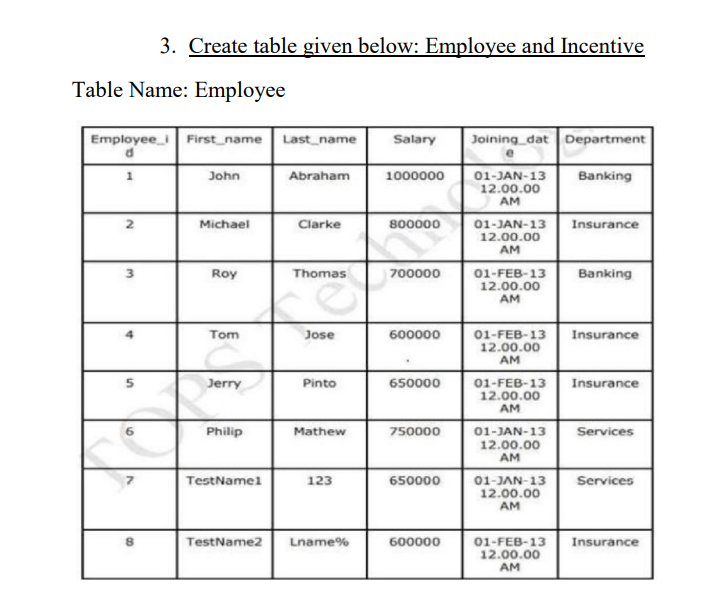 3. Create table given below: Employee and Incentive
Table Name: Employee
Employee_i First_name Last_name Salary Joining_dat Department
d e
1 John Abraham 1000000 01-JAN-13 Banking
12.00.00
AM
2 Michael Clarke 800000 01-JAN-13 Insurance
12.00.00
AM
3 Roy Thomas 700000 01-FEB-13 Banking
12.00.00
AM
4 Tom Jose 600000 01-FEB-13 Insurance
12.00.00
AM
5 Jerry Pinto 650000 01-FEB-13 Insurance
12.00.00
AM
6 Philip Mathew 750000 01-JAN-13 Services
12.00.00
AM
7 TestName1 123 650000 01-JAN-13 Services
12.00.00
AM
8 TestName2 Lname% 600000 01-FEB-13 Insurance
12.00.00
AM
TOPS Technology